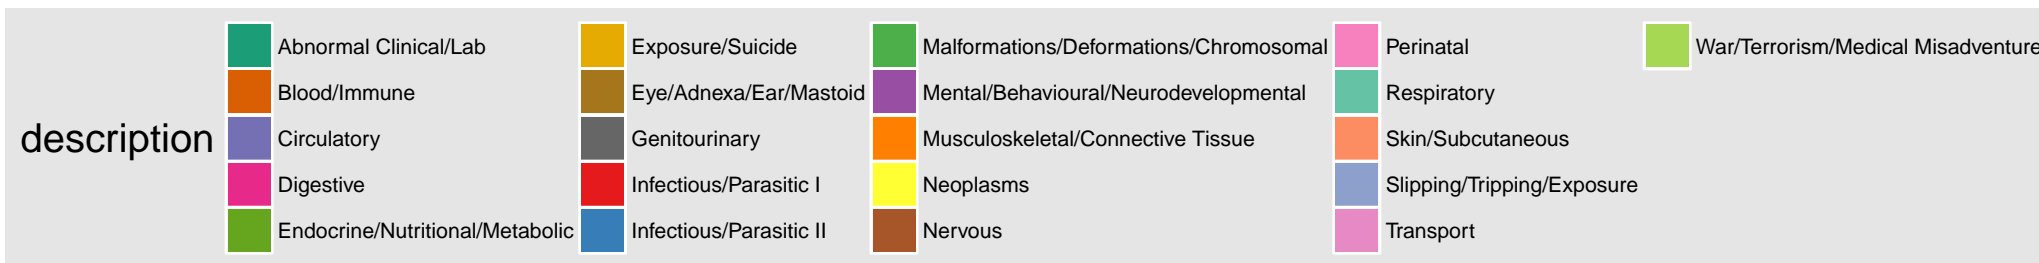 description
Abnormal Clinical/Lab
Blood/Immune
Circulatory
Digestive
Endocrine/Nutritional/Metabolic
Exposure/Suicide
Eye/Adnexa/Ear/Mastoid
Genitourinary
Infectious/Parasitic I
Infectious/Parasitic II
Malformations/Deformations/Chromosomal
Mental/Behavioural/Neurodevelopmental
Musculoskeletal/Connective Tissue
Neoplasms
Nervous
Perinatal
Respiratory
Skin/Subcutaneous
Slipping/Tripping/Exposure
Transport
War/Terrorism/Medical Misadventure